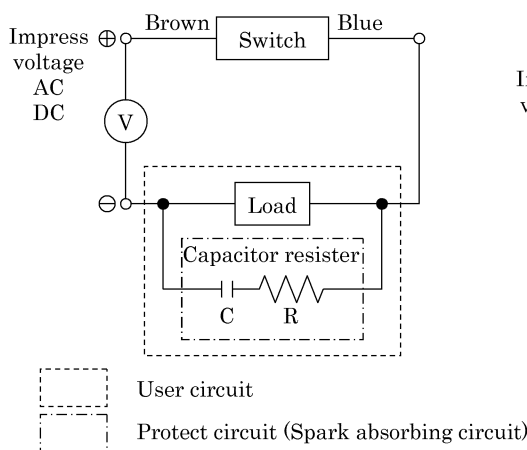 Brown
Switch
Blue
Impress
voltage
AC
DC
⊕
V
⊖
Load
Capacitor resister
C
R
User circuit
Protect circuit (Spark absorbing circuit)